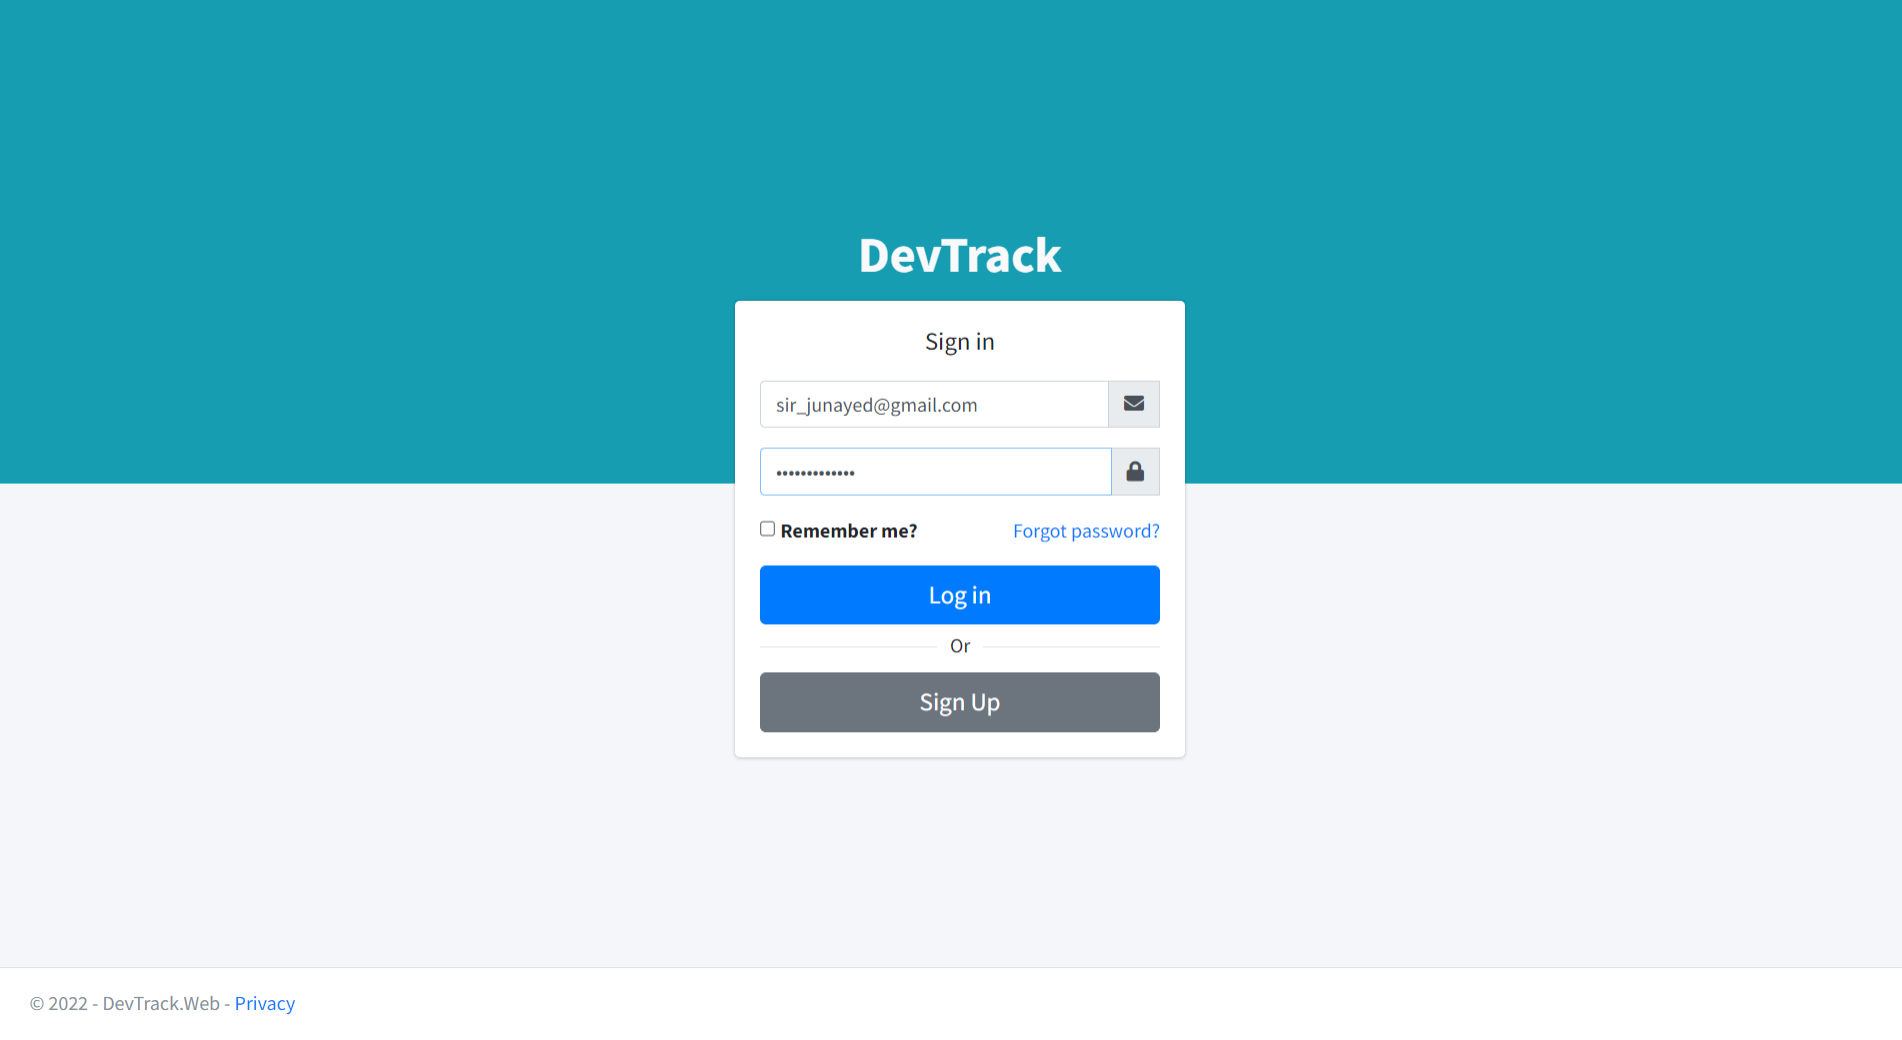 DevTrack
Sign in
sir_junayed@gmail.com
•••••••••••••
Remember me? Forgot password?
Log in
Or
Sign Up
© 2022 - DevTrack.Web - Privacy